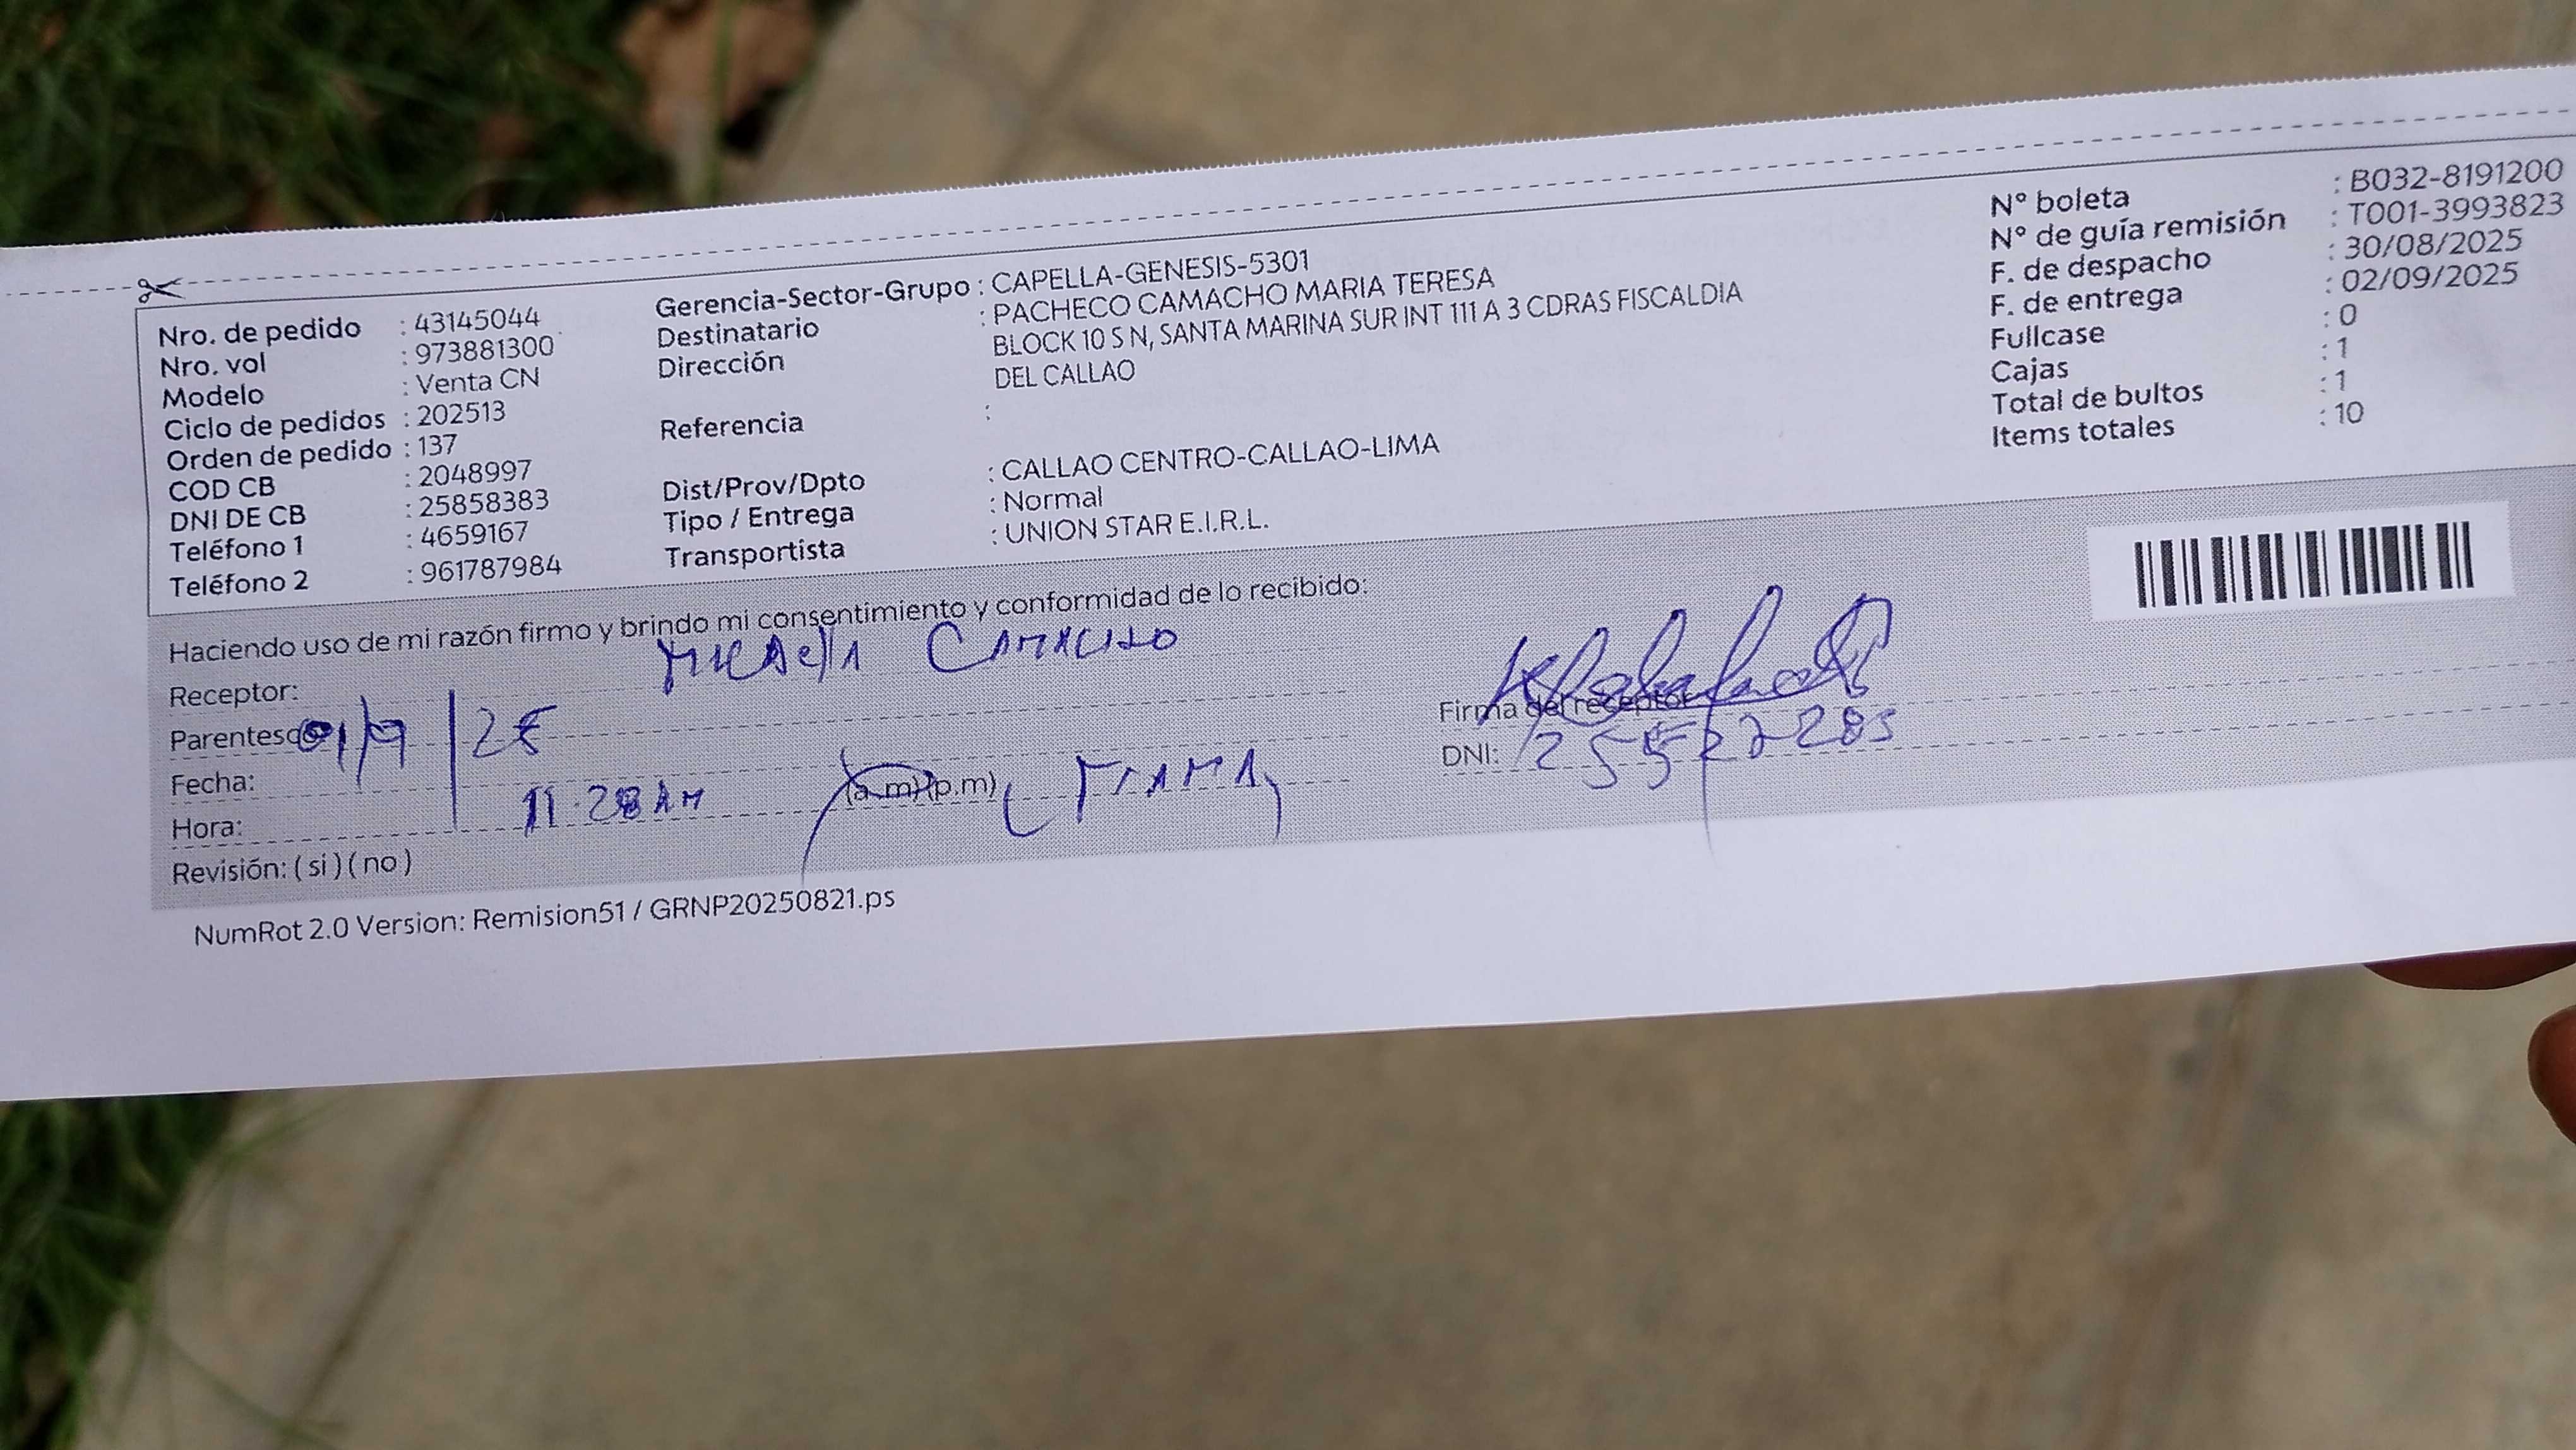 Nro. de pedido : 43145044
Nro. vol : 973881300
Modelo : Venta CN
Ciclo de pedidos : 202513
Orden de pedido : 137
COD CB : 2048997
DNI DE CB : 25858383
Teléfono 1 : 4659167
Teléfono 2 : 961787984
Gerencia-Sector-Grupo : CAPELLA-GENESIS-5301
Destinatario : PACHECO CAMACHO MARIA TERESA
Dirección BLOCK 10 S N, SANTA MARINA SUR INT 111 A 3 CDRAS FISCALDIA
DEL CALLAO
Referencia :
Dist/Prov/Dpto : CALLAO CENTRO-CALLAO-LIMA
Tipo / Entrega : Normal
Transportista : UNION STAR E.I.R.L.
N° boleta : B032-8191200
N° de guía remisión : T001-3993823
F. de despacho : 30/08/2025
F. de entrega : 02/09/2025
Fullcase : 0
Cajas : 1
Total de bultos : 1
Items totales : 10
Haciendo uso de mi razón firmo y brindo mi consentimiento y conformidad de lo recibido:
Receptor: Micaela Camacho
Parentesco:
Fecha: 01/9/25
Hora: 11:28 AM (a.m) (p.m) (MAMA)
Revisión: ( si ) ( no )
Firma del receptor
DNI:
NumRot 2.0 Version: Remision51 / GRNP20250821.ps